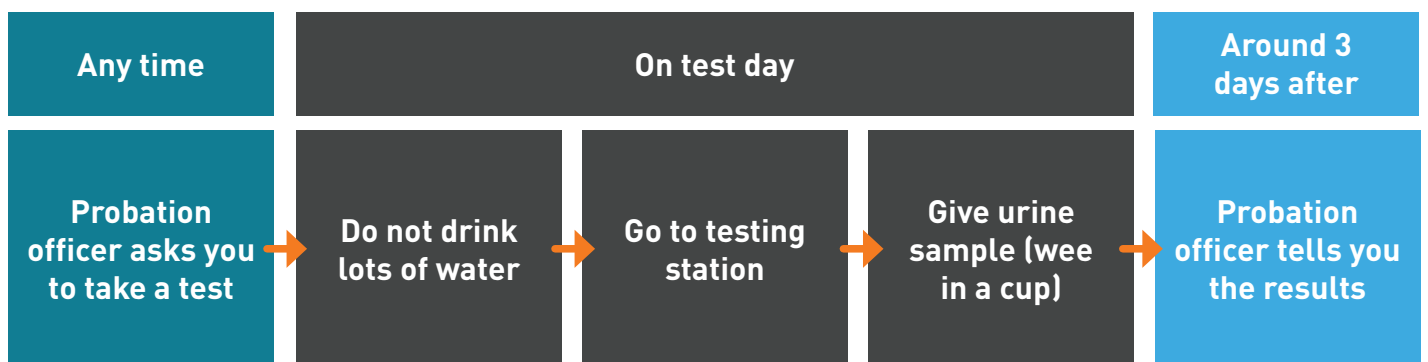 Any time
On test day
Around 3
days after
Probation
officer asks you
to take a test
Do not drink
lots of water
Go to testing
station
Give urine
sample (wee
in a cup)
Probation
officer tells you
the results